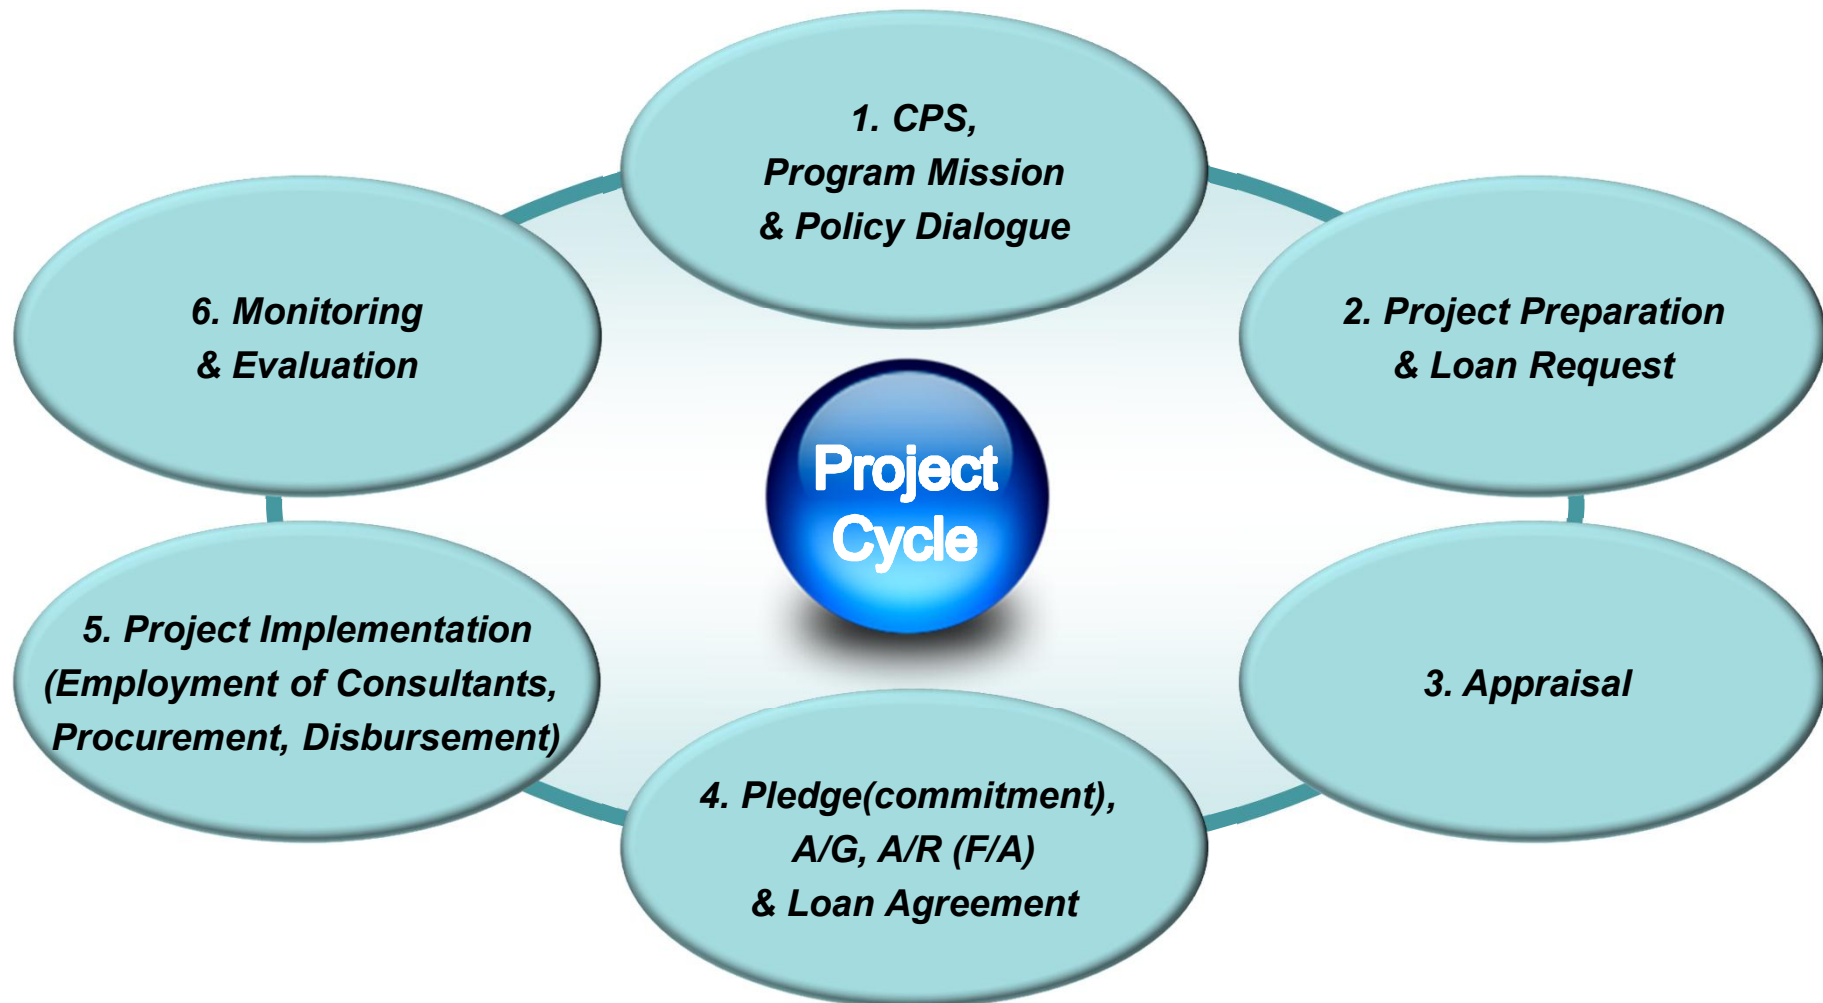 1. CPS,
Program Mission
& Policy Dialogue
2. Project Preparation
& Loan Request
3. Appraisal
4. Pledge(commitment),
A/G, A/R (F/A)
& Loan Agreement
5. Project Implementation
(Employment of Consultants,
Procurement, Disbursement)
6. Monitoring
& Evaluation
Project
Cycle